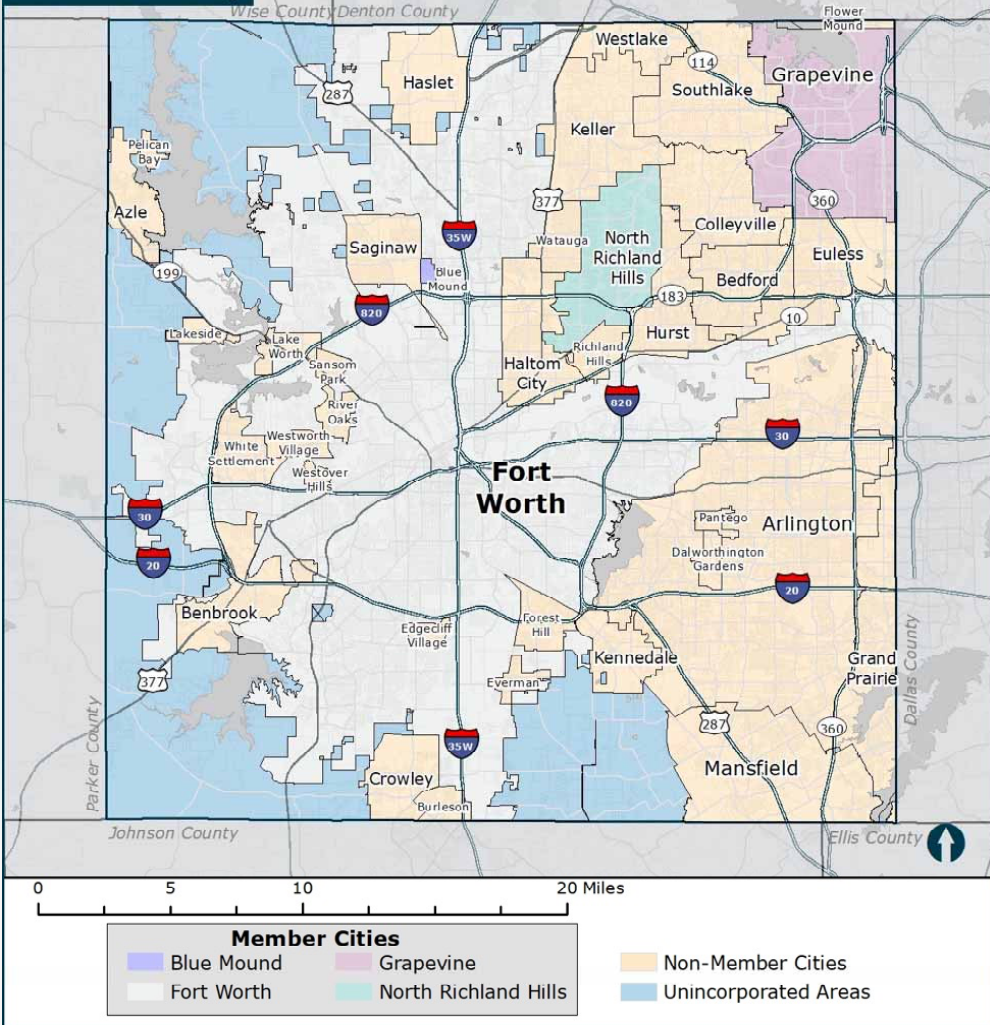 Wise County
Denton County
Flower
Mound
Westlake
114
Grapevine
Haslet
287
Southlake
Keller
Pelican
Bay
377
360
Azle
Colleyville
35W
Saginaw
Watauga
North
Richland
Hills
Euless
199
Blue
Mound
Bedford
820
183
10
Lakeside
Lake
Worth
Hurst
Richland
Hills
Sansom
Park
Haltom
City
820
River
Oaks
30
White
Settlement
Westworth
Village
Westover
Hills
Fort
Worth
30
Pantego
Arlington
Dalworthington
Gardens
20
20
Benbrook
Edgecliff
Village
Forest
Hill
Kennedale
Grand
Prairie
377
Everman
Dallas County
Parker County
287
360
35W
Crowley
Mansfield
Burleson
Johnson County
Ellis County
0 5 10 20 Miles
Member Cities
Blue Mound
Grapevine
Non-Member Cities
Fort Worth
North Richland Hills
Unincorporated Areas